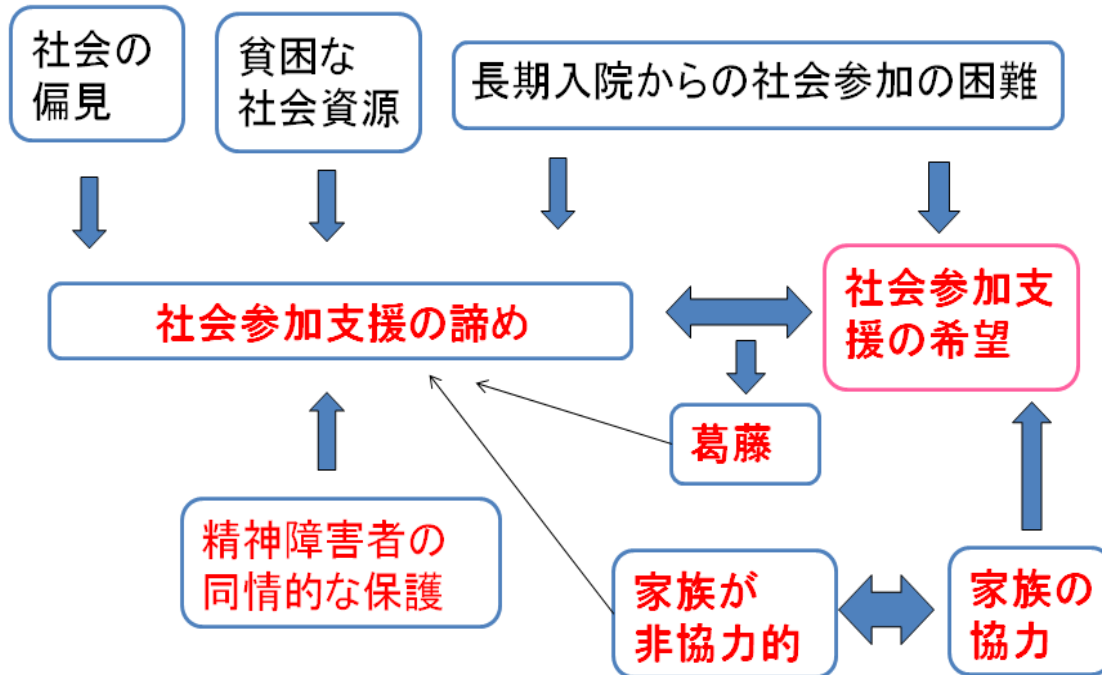 社会の
偏見
貧困な
社会資源
長期入院からの社会参加の困難
社会参加支援の諦め
社会参加支
援の希望
葛藤
精神障害者の
同情的な保護
家族が
非協力的
家族の
協力